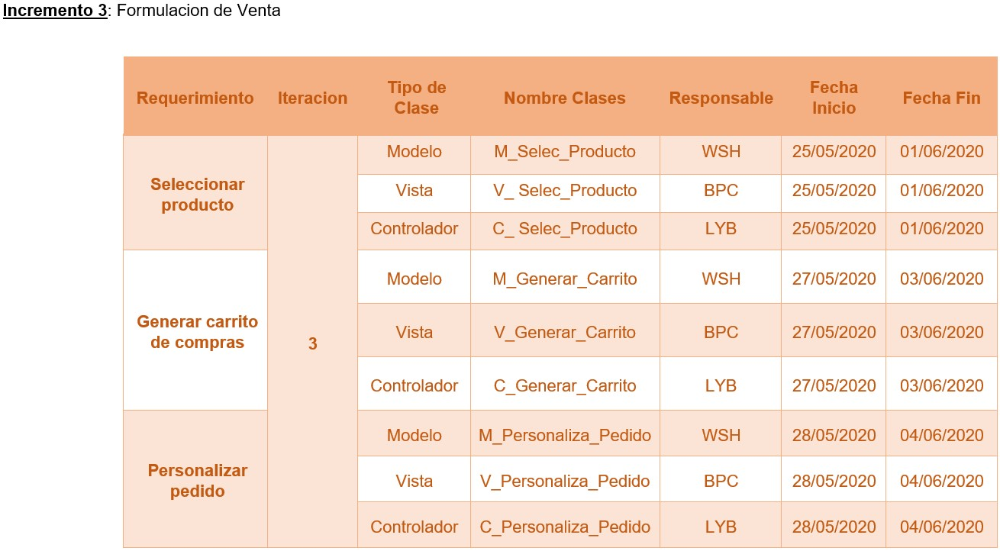 Incremento 3: Formulacion de Venta
Requerimiento Iteracion Tipo de Clase Nombre Clases Responsable Fecha Inicio Fecha Fin
Seleccionar producto
3
Modelo M_Selec_Producto WSH 25/05/2020 01/06/2020
Vista V_ Selec_Producto BPC 25/05/2020 01/06/2020
Controlador C_ Selec_Producto LYB 25/05/2020 01/06/2020
Generar carrito de compras
Modelo M_Generar_Carrito WSH 27/05/2020 03/06/2020
Vista V_Generar_Carrito BPC 27/05/2020 03/06/2020
Controlador C_Generar_Carrito LYB 27/05/2020 03/06/2020
Personalizar pedido
Modelo M_Personaliza_Pedido WSH 28/05/2020 04/06/2020
Vista V_Personaliza_Pedido BPC 28/05/2020 04/06/2020
Controlador C_Personaliza_Pedido LYB 28/05/2020 04/06/2020